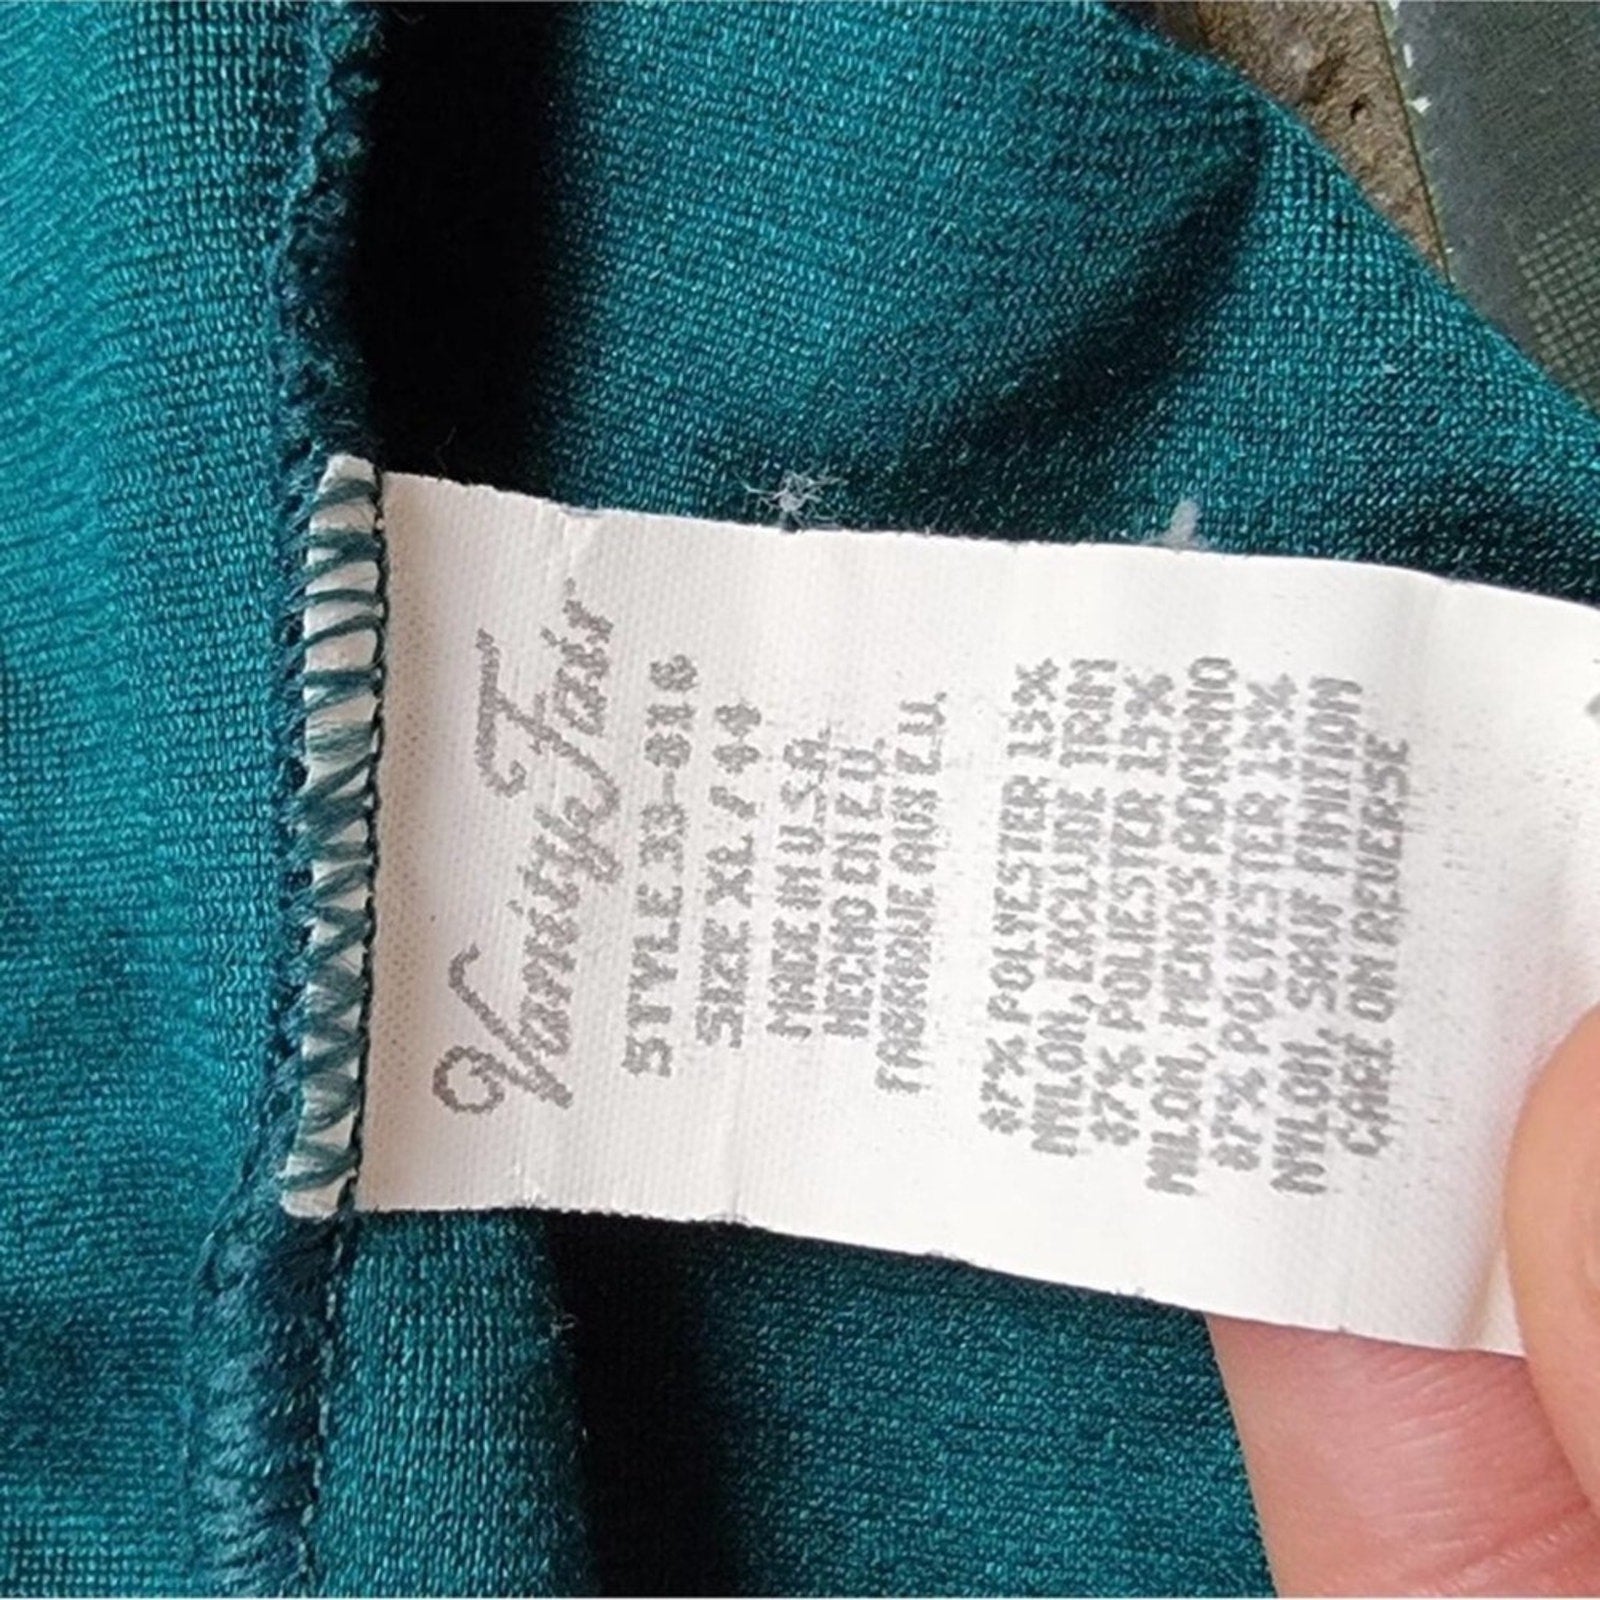 Vanity Fair
STYLE 33-816
SIZE XL / 44
MADE IN U.S.A.
HECHO EN E.U.
FABRIQUE AUX E.U.
87% POLYESTER 13%
NYLON, EXCLUDE TRIM
87% POLIESTER 13%
NILON, MENOS ADORNO
87% POLYESTER 13%
NYLON, SAUF FINITION
CARE ON REVERSE